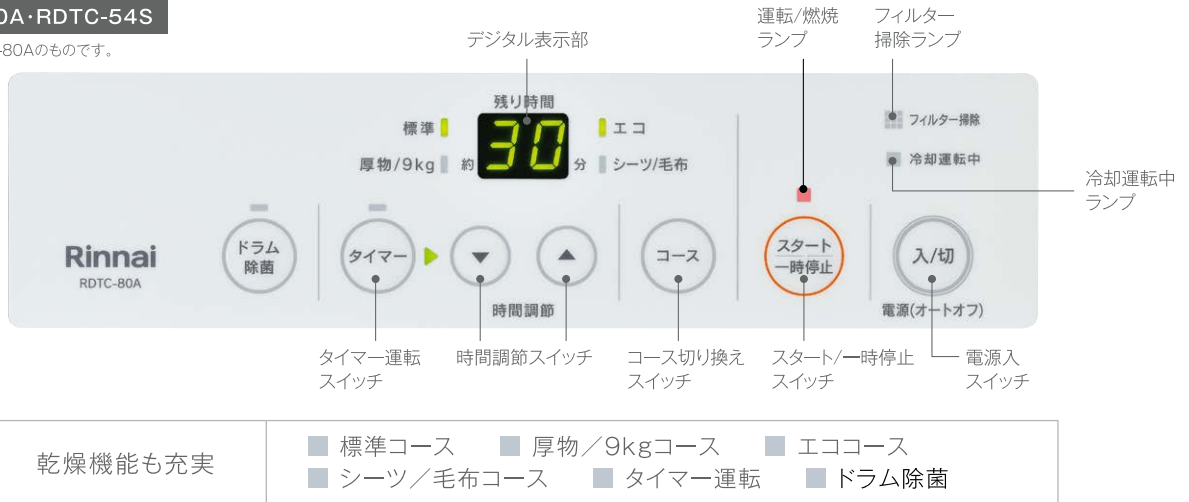 0A・RDTC-54S
-80Aのものです。
デジタル表示部
運転/燃焼
ランプ
フィルター
掃除ランプ
残り時間
標準
エコ
フィルター掃除
厚物/9kg
約
30
分
シーツ/毛布
冷却運転中
冷却運転中
ランプ
Rinnai
RDTC-80A
ドラム
除菌
タイマー
▼
▲
コース
スタート
一時停止
入/切
時間調節
電源(オートオフ)
タイマー運転
スイッチ
時間調節スイッチ
コース切り換え
スイッチ
スタート/一時停止
スイッチ
電源入
スイッチ
乾燥機能も充実
標準コース 厚物／9kgコース エココース
シーツ／毛布コース タイマー運転 ドラム除菌